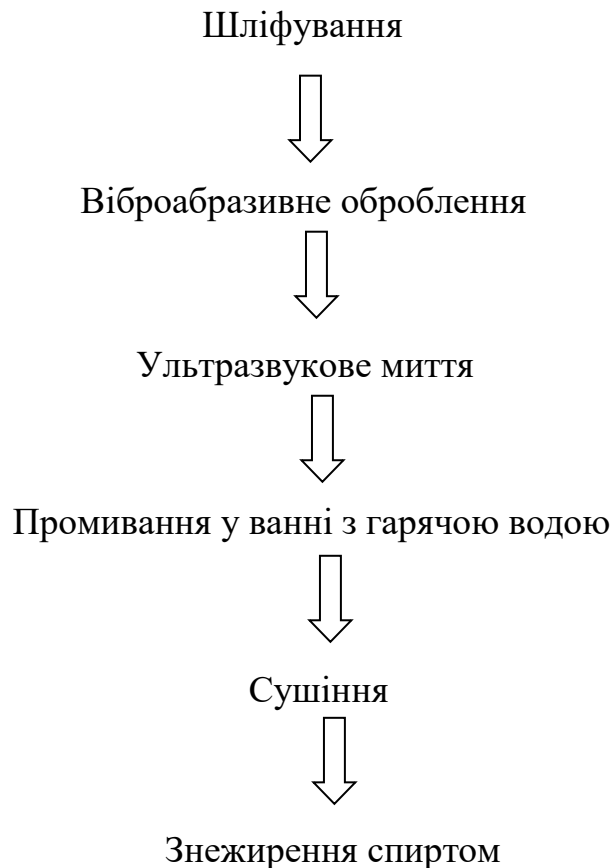 Шліфування
Віброабразивне оброблення
Ультразвукове миття
Промивання у ванні з гарячою водою
Сушіння
Знежирення спиртом